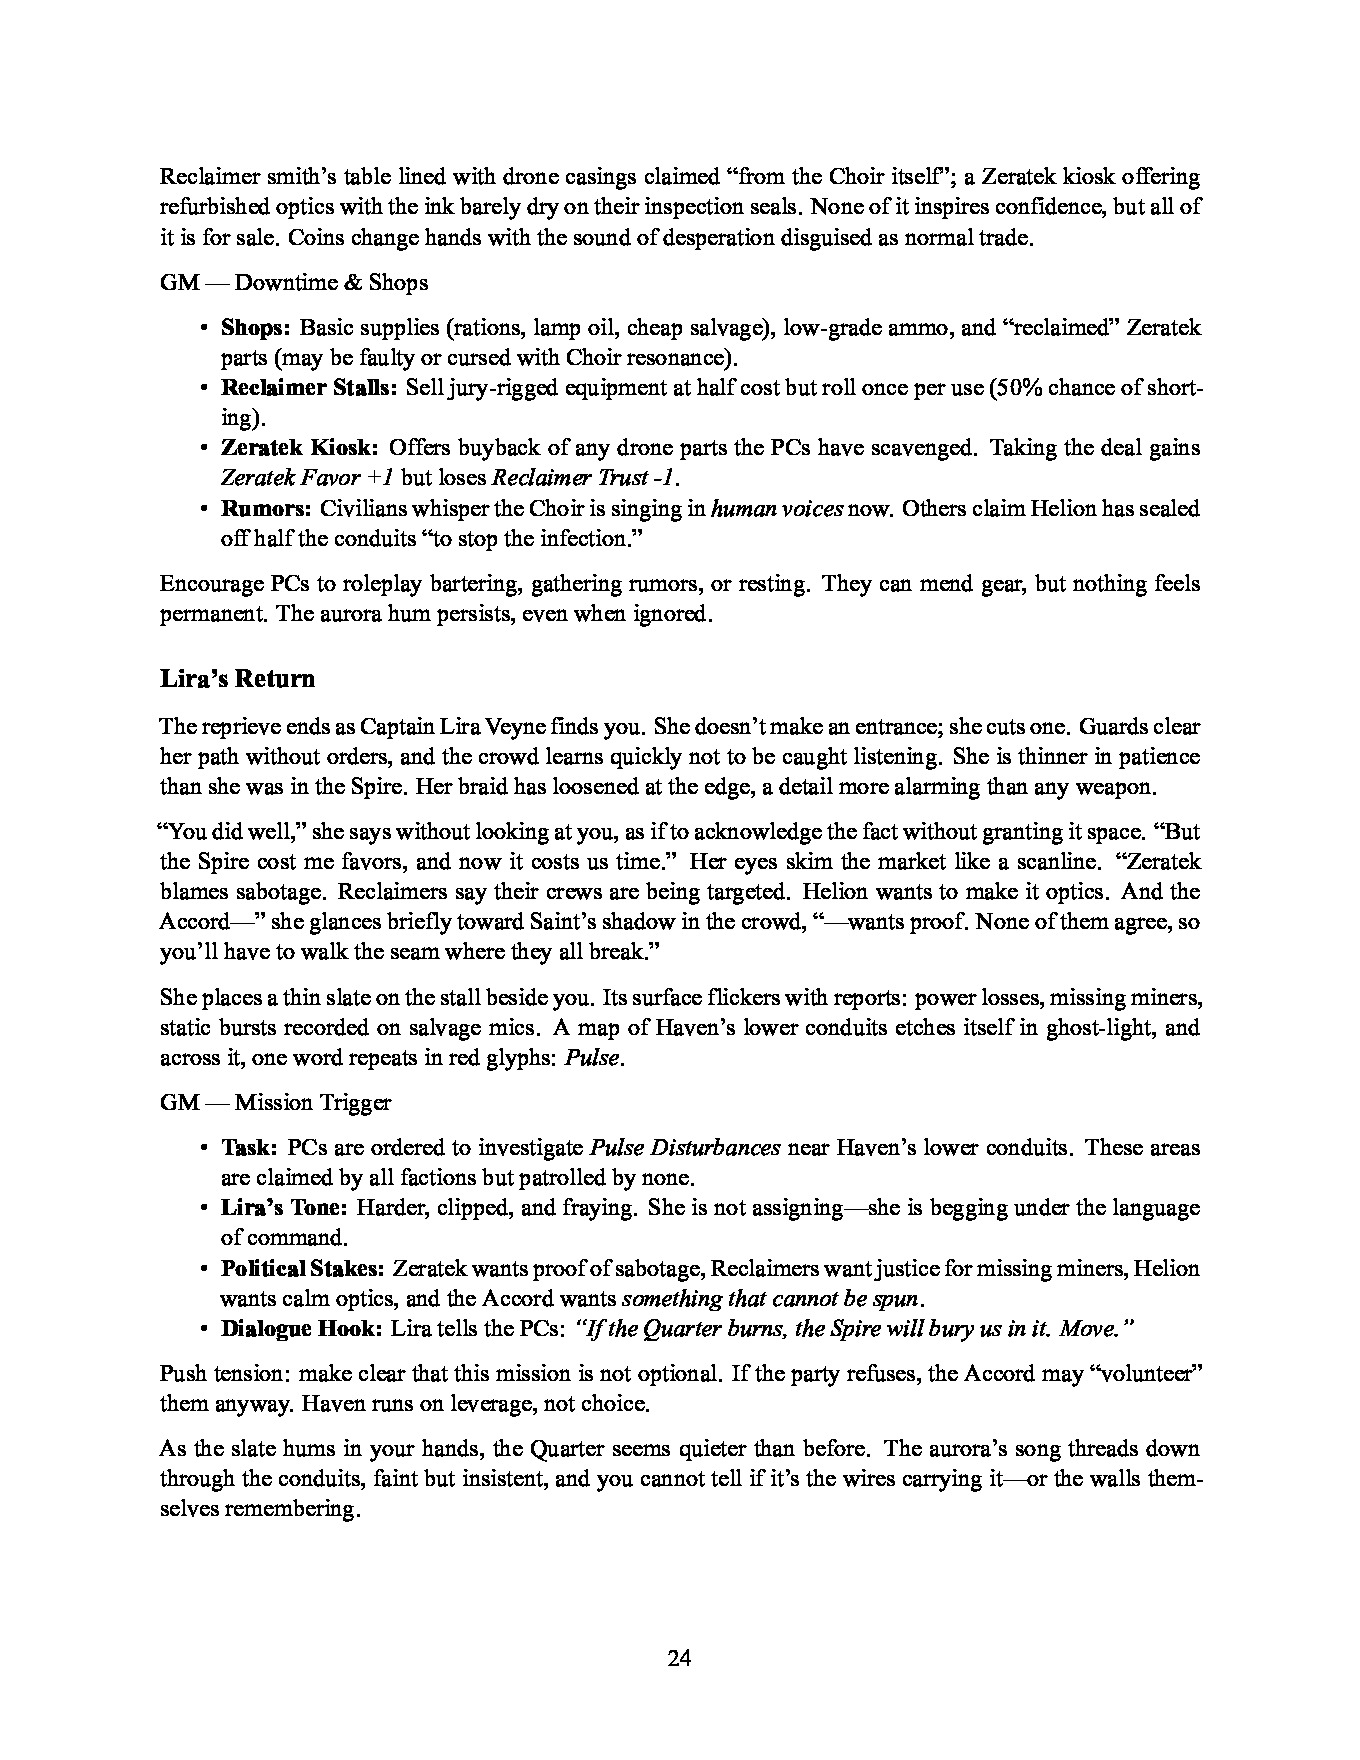 Reclaimer smith’s table lined with drone casings claimed “from the Choir itself”; a Zeratek kiosk offering
refurbished optics with the ink barely dry on their inspection seals. None of it inspires confidence, but all of
it is for sale. Coins change hands with the sound of desperation disguised as normal trade.
GM — Downtime & Shops
• Shops: Basic supplies (rations, lamp oil, cheap salvage), low-grade ammo, and “reclaimed” Zeratek
parts (may be faulty or cursed with Choir resonance).
• Reclaimer Stalls: Sell jury-rigged equipment at half cost but roll once per use (50% chance of short-
ing).
• Zeratek Kiosk: Offers buyback of any drone parts the PCs have scavenged. Taking the deal gains
Zeratek Favor +1 but loses Reclaimer Trust -1.
• Rumors: Civilians whisper the Choir is singing in human voices now. Others claim Helion has sealed
off half the conduits “to stop the infection.”
Encourage PCs to roleplay bartering, gathering rumors, or resting. They can mend gear, but nothing feels
permanent. The aurora hum persists, even when ignored.
Lira’s Return
The reprieve ends as Captain Lira Veyne finds you. She doesn’t make an entrance; she cuts one. Guards clear
her path without orders, and the crowd learns quickly not to be caught listening. She is thinner in patience
than she was in the Spire. Her braid has loosened at the edge, a detail more alarming than any weapon.
“You did well,” she says without looking at you, as if to acknowledge the fact without granting it space. “But
the Spire cost me favors, and now it costs us time.” Her eyes skim the market like a scanline. “Zeratek
blames sabotage. Reclaimers say their crews are being targeted. Helion wants to make it optics. And the
Accord—” she glances briefly toward Saint’s shadow in the crowd, “—wants proof. None of them agree, so
you’ll have to walk the seam where they all break.”
She places a thin slate on the stall beside you. Its surface flickers with reports: power losses, missing miners,
static bursts recorded on salvage mics. A map of Haven’s lower conduits etches itself in ghost-light, and
across it, one word repeats in red glyphs: Pulse.
GM — Mission Trigger
• Task: PCs are ordered to investigate Pulse Disturbances near Haven’s lower conduits. These areas
are claimed by all factions but patrolled by none.
• Lira’s Tone: Harder, clipped, and fraying. She is not assigning—she is begging under the language
of command.
• Political Stakes: Zeratek wants proof of sabotage, Reclaimers want justice for missing miners, Helion
wants calm optics, and the Accord wants something that cannot be spun.
• Dialogue Hook: Lira tells the PCs: “If the Quarter burns, the Spire will bury us in it. Move.”
Push tension: make clear that this mission is not optional. If the party refuses, the Accord may “volunteer”
them anyway. Haven runs on leverage, not choice.
As the slate hums in your hands, the Quarter seems quieter than before. The aurora’s song threads down
through the conduits, faint but insistent, and you cannot tell if it’s the wires carrying it—or the walls them-
selves remembering.
24